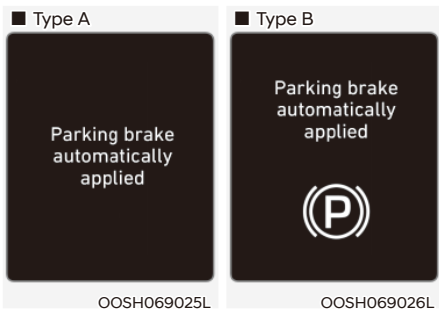 ■ Type A
Parking brake
automatically
applied
OOSH069025L
■ Type B
Parking brake
automatically
applied
P
OOSH069026L